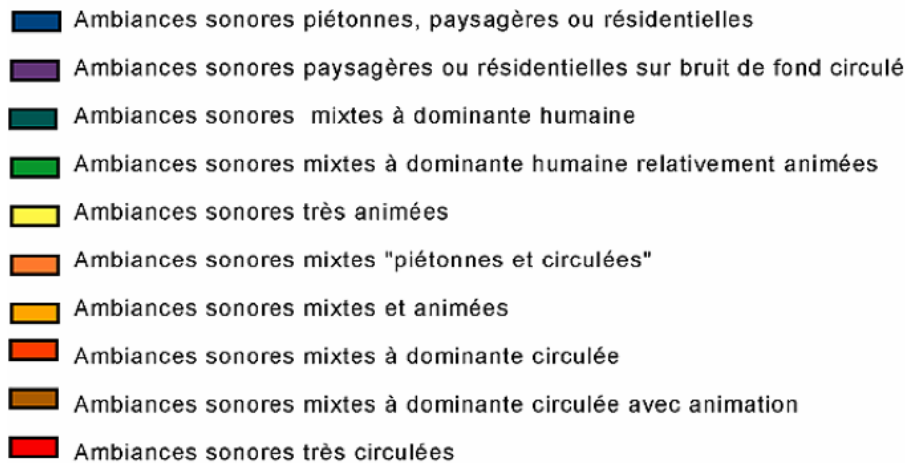 Ambiances sonores piétonnes, paysagères ou résidentielles
Ambiances sonores paysagères ou résidentielles sur bruit de fond circulé
Ambiances sonores mixtes à dominante humaine
Ambiances sonores mixtes à dominante humaine relativement animées
Ambiances sonores très animées
Ambiances sonores mixtes "piétonnes et circulées"
Ambiances sonores mixtes et animées
Ambiances sonores mixtes à dominante circulée
Ambiances sonores mixtes à dominante circulée avec animation
Ambiances sonores très circulées